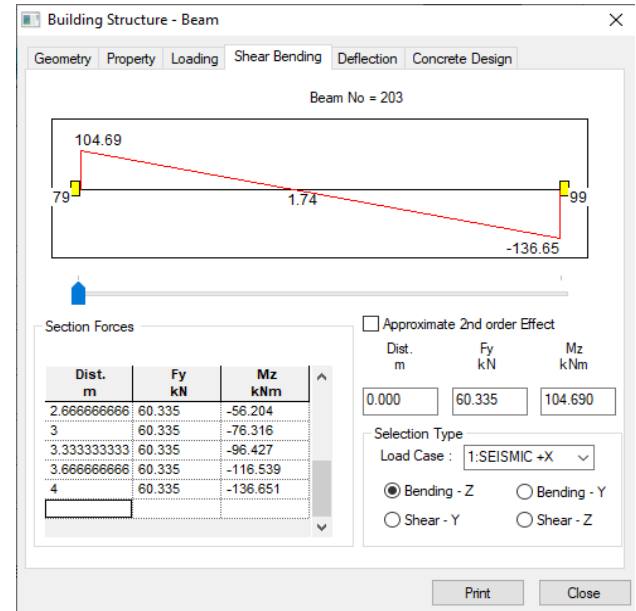 Building Structure - Beam
Geometry Property Loading Shear Bending Deflection Concrete Design
Beam No = 203
104.69
79 1.74 99
-136.65
Section Forces
Dist. Fy Mz
m kN kNm
2.666666666 60.335 -56.204
3 60.335 -76.316
3.333333333 60.335 -96.427
3.666666666 60.335 -116.539
4 60.335 -136.651
Approximate 2nd order Effect
Dist. Fy Mz
m kN kNm
0.000 60.335 104.690
Selection Type
Load Case : 1:SEISMIC +X
Bending - Z Bending - Y
Shear - Y Shear - Z
Print Close